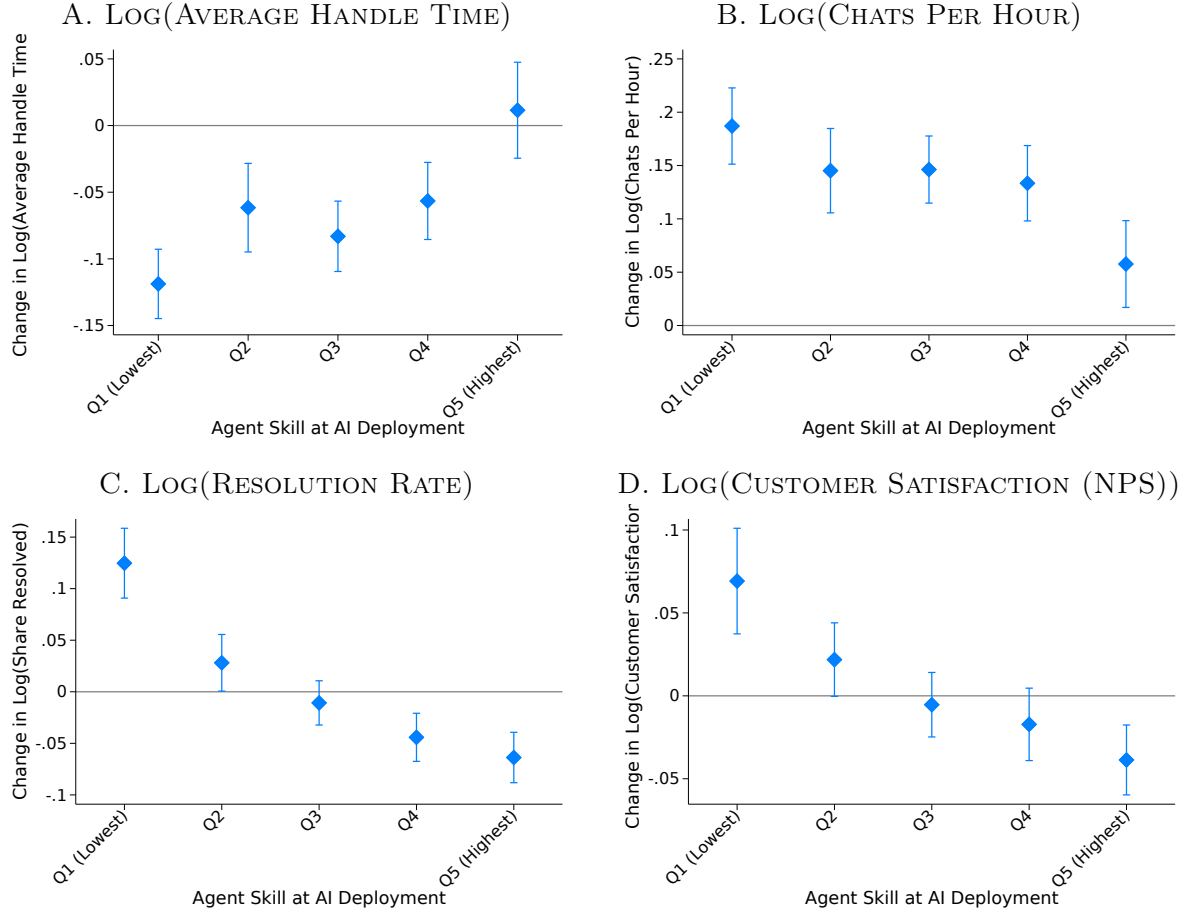 A. LOG(AVERAGE HANDLE TIME)
Change in Log(Average Handle Time
.05
0
-.05
-.1
-.15
Q1 (Lowest)
Q2
Q3
Q4
Q5 (Highest)
Agent Skill at AI Deployment
B. LOG(CHATS PER HOUR)
Change in Log(Chats Per Hour)
.25
.2
.15
.1
.05
0
Q1 (Lowest)
Q2
Q3
Q4
Q5 (Highest)
Agent Skill at AI Deployment
C. LOG(RESOLUTION RATE)
Change in Log(Share Resolved)
.15
.1
.05
0
-.05
-.1
Q1 (Lowest)
Q2
Q3
Q4
Q5 (Highest)
Agent Skill at AI Deployment
D. LOG(CUSTOMER SATISFACTION (NPS))
Change in Log(Customer Satisfaction
.1
.05
0
-.05
Q1 (Lowest)
Q2
Q3
Q4
Q5 (Highest)
Agent Skill at AI Deployment